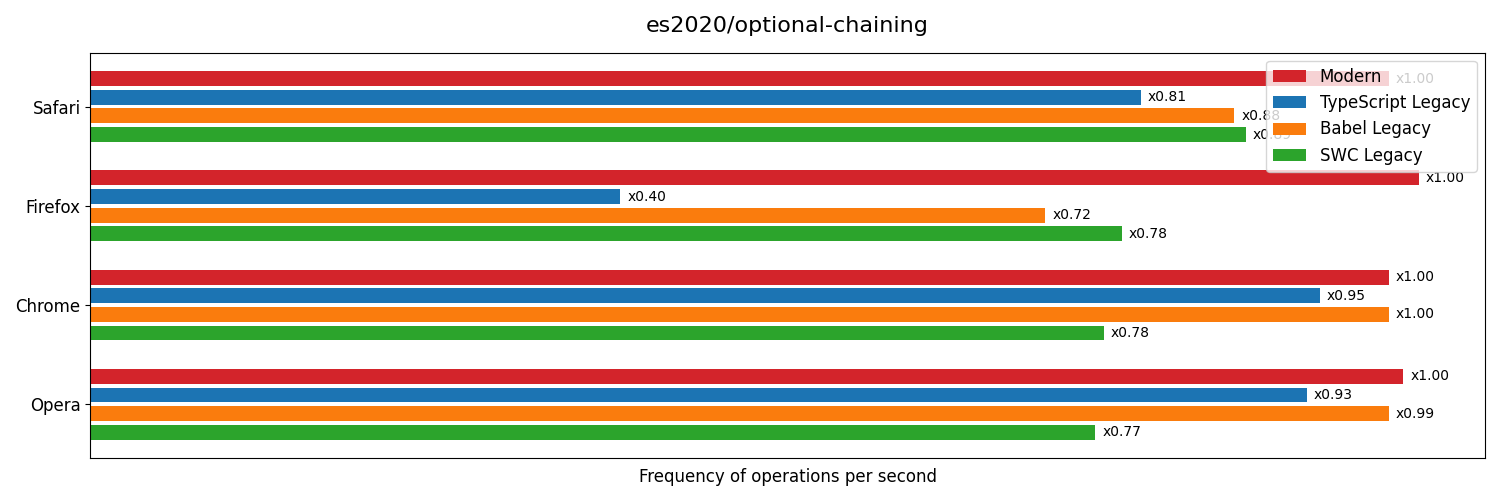 es2020/optional-chaining
Safari
x1.00
x0.81
x0.88
x0.89
Modern
TypeScript Legacy
Babel Legacy
SWC Legacy
Firefox
x1.00
x0.40
x0.72
x0.78
Chrome
x1.00
x0.95
x1.00
x0.78
Opera
x1.00
x0.93
x0.99
x0.77
Frequency of operations per second